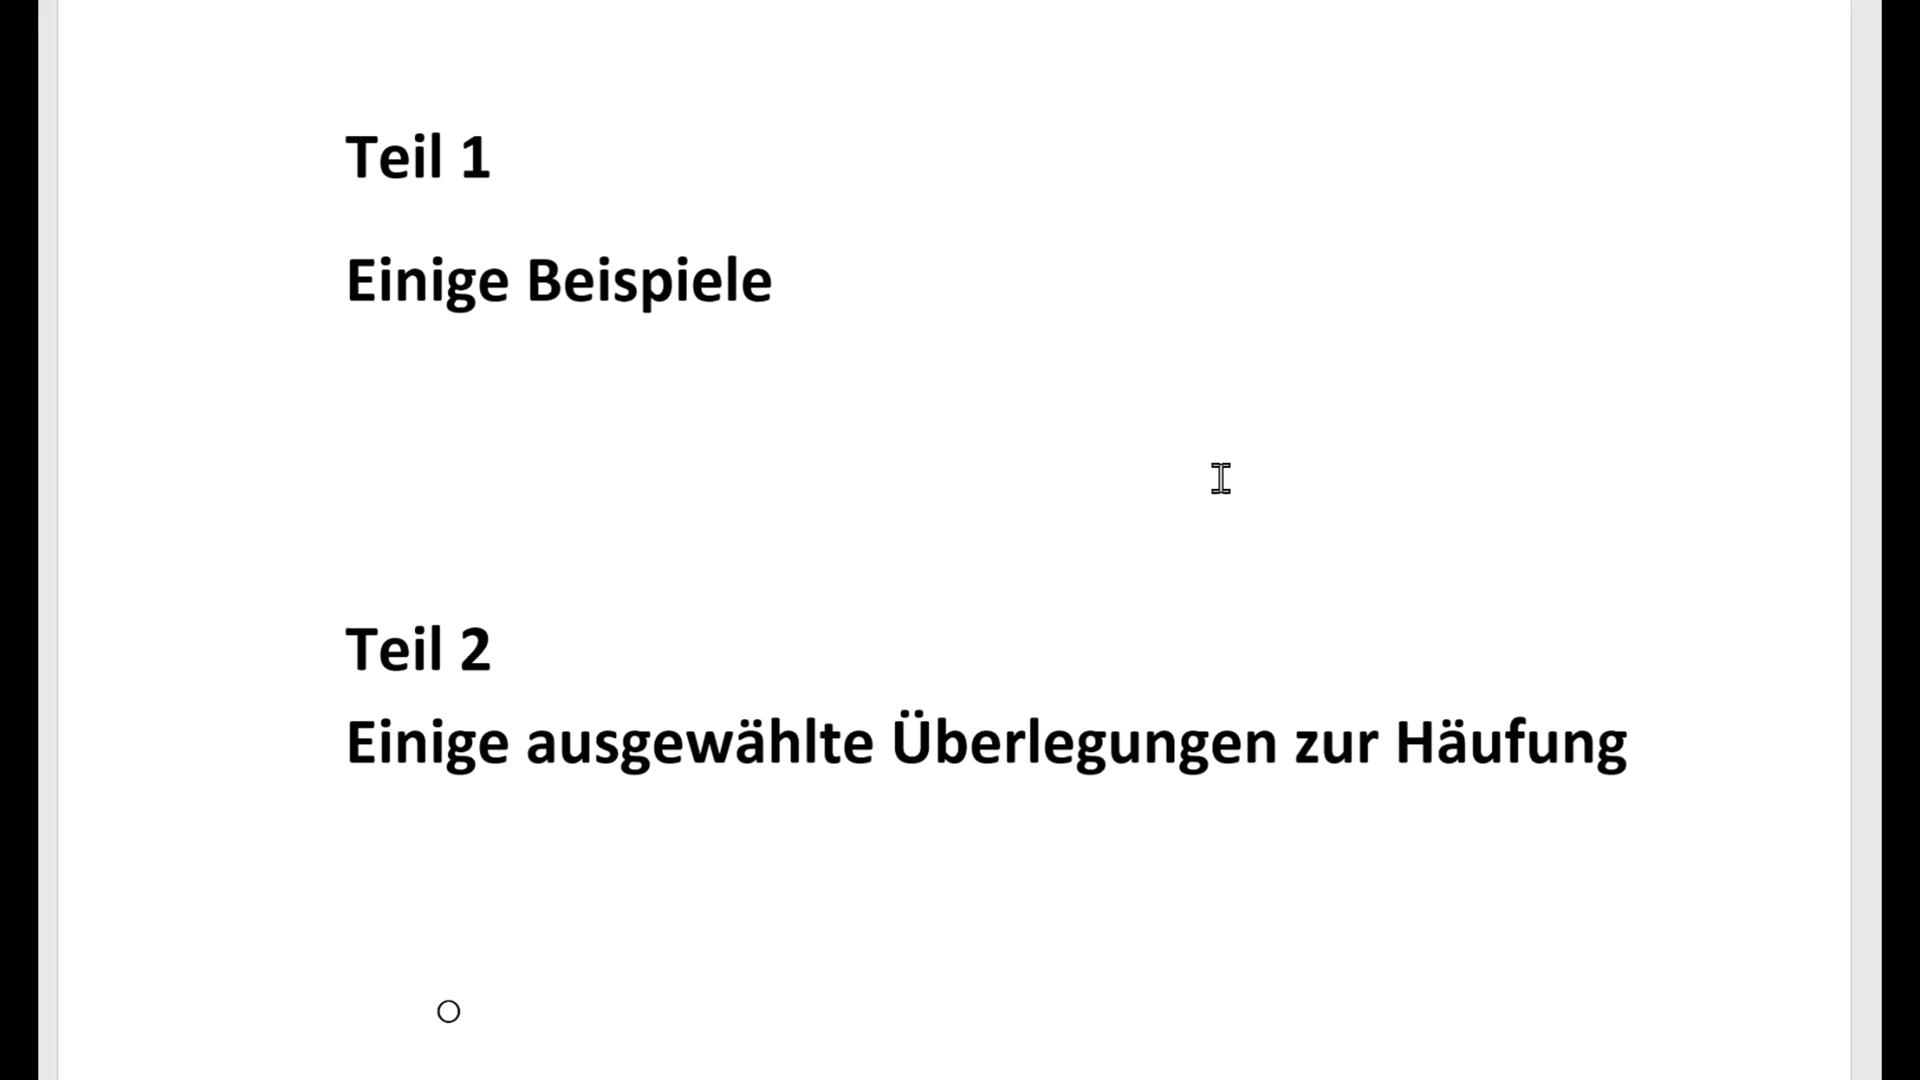 Teil 1
Einige Beispiele
Teil 2
Einige ausgewählte Überlegungen zur Häufung